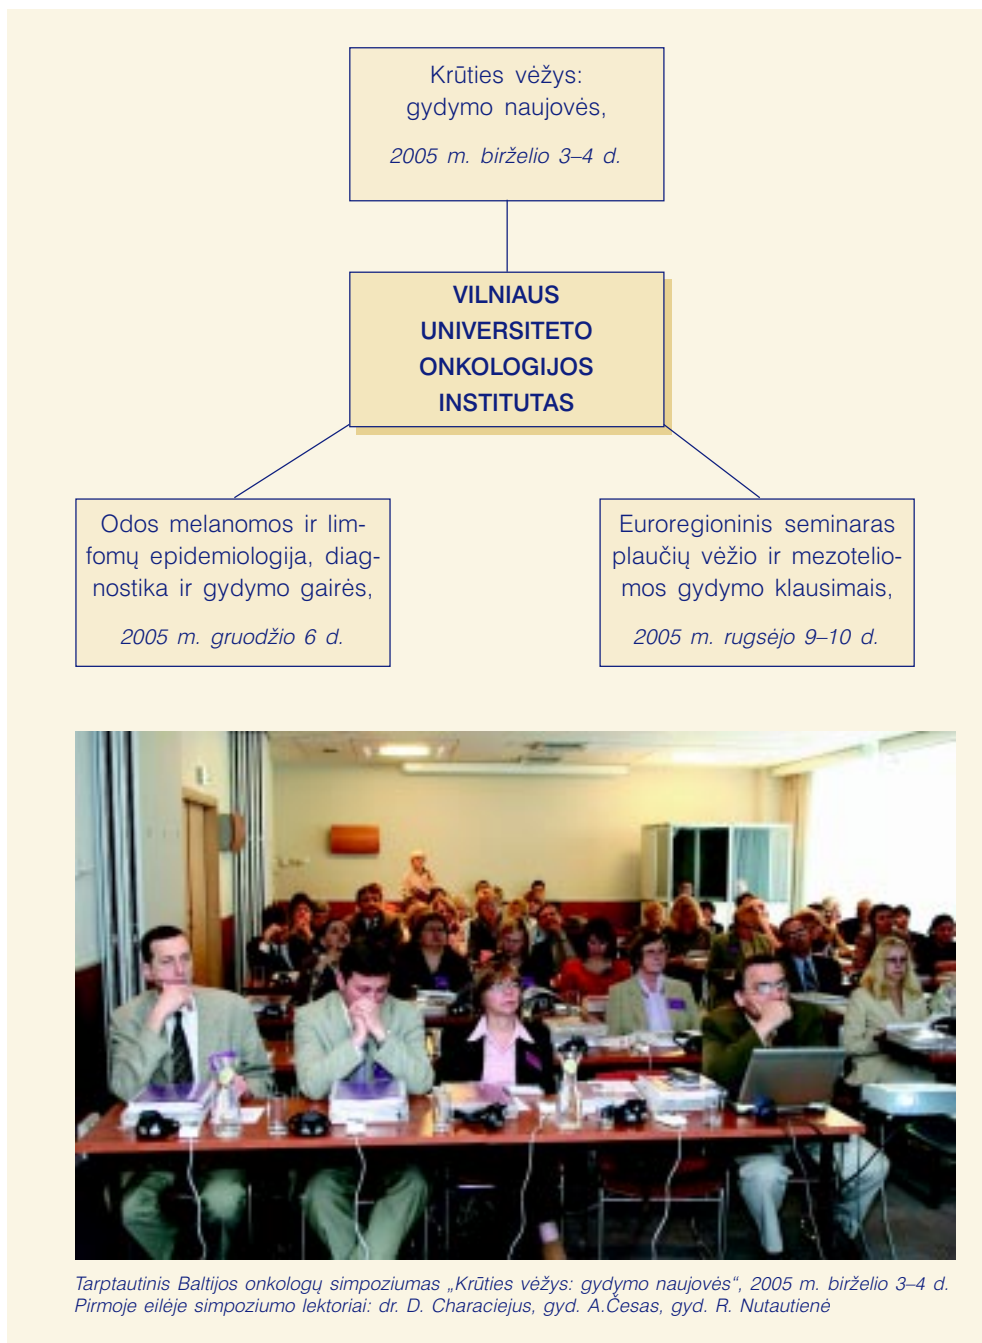 Krūties vėžys:
gydymo naujovės,
2005 m. birželio 3–4 d.
VILNIAUS
UNIVERSITETO
ONKOLOGIJOS
INSTITUTAS
Odos melanomos ir lim-
fomų epidemiologija, diag-
nostika ir gydymo gairės,
2005 m. gruodžio 6 d.
Euroregioninis seminaras
plaučių vėžio ir mezotelio-
mos gydymo klausimais,
2005 m. rugsėjo 9–10 d.
Tarptautinis Baltijos onkologų simpoziumas „Krūties vėžys: gydymo naujovės“, 2005 m. birželio 3–4 d.
Pirmoje eilėje simpoziumo lektoriai: dr. D. Characiejus, gyd. A.Česas, gyd. R. Nutautienė